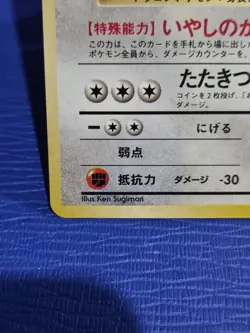 【特殊能力】いやしのか
この力は、このカードを手札から場に出し
ポケモン全員から、ダメージカウンターを、
たたきつ
コインを2枚投げ、「お
ダメージ。
にげる
弱点
抵抗力 ダメージ -30
Illus. Ken Sugimori